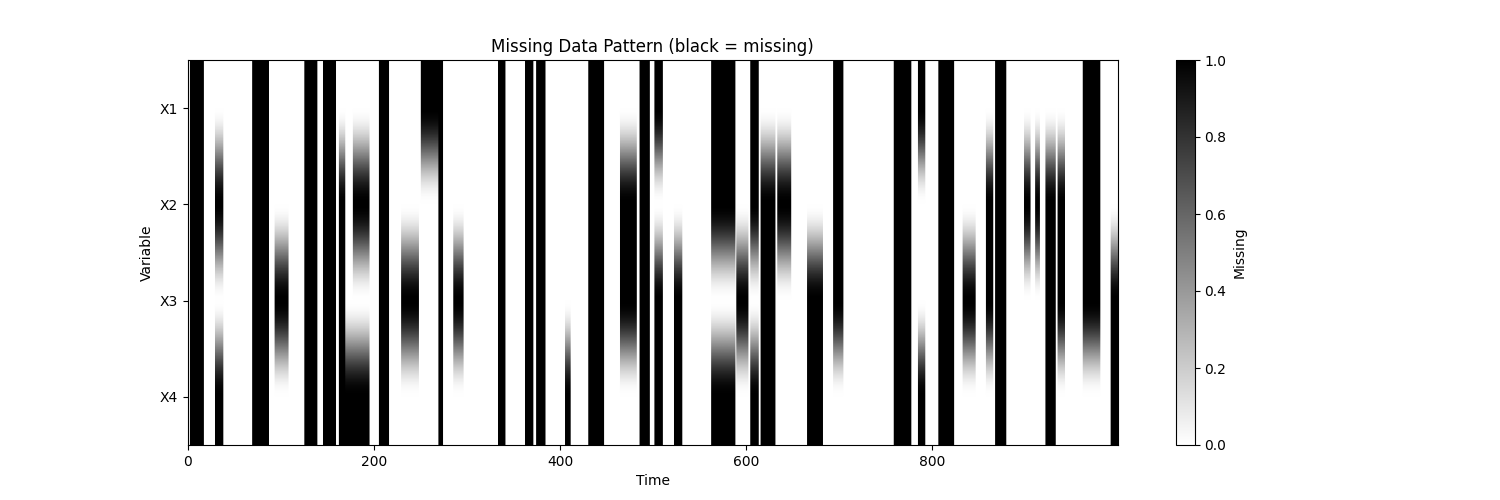 Missing Data Pattern (black = missing)
X1
X2
X3
X4
Variable
0
200
400
600
800
Time
1.0
0.8
0.6
0.4
0.2
0.0
Missing